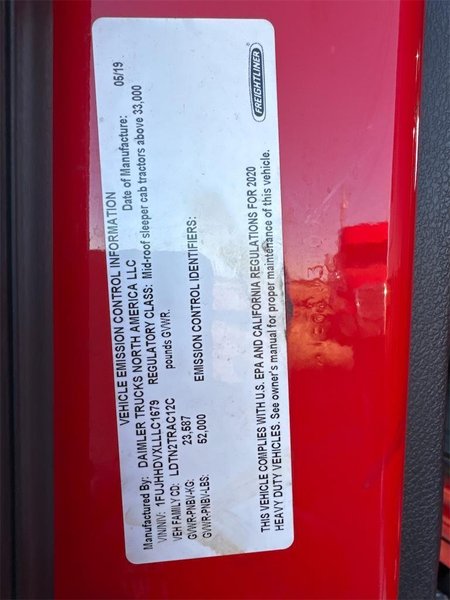 VEHICLE EMISSION CONTROL INFORMATION
Manufactured By: DAIMLER TRUCKS NORTH AMERICA LLC Date of Manufacture: 05/19
VIN/NIV: 1FUJHHDVXLLLC1679 REGULATORY CLASS: Mid-roof sleeper cab tractors above 33,000
pounds GVWR.
VEH FAMILY CD: LDTN2TRAC12C
GVWR-PNBV-KG: 23,587
GVWR-PNBV-LBS: 52,000 EMISSION CONTROL IDENTIFIERS:
THIS VEHICLE COMPLIES WITH U.S. EPA AND CALIFORNIA REGULATIONS FOR 2020
HEAVY DUTY VEHICLES. See owner's manual for proper maintenance of this vehicle.
FREIGHTLINER